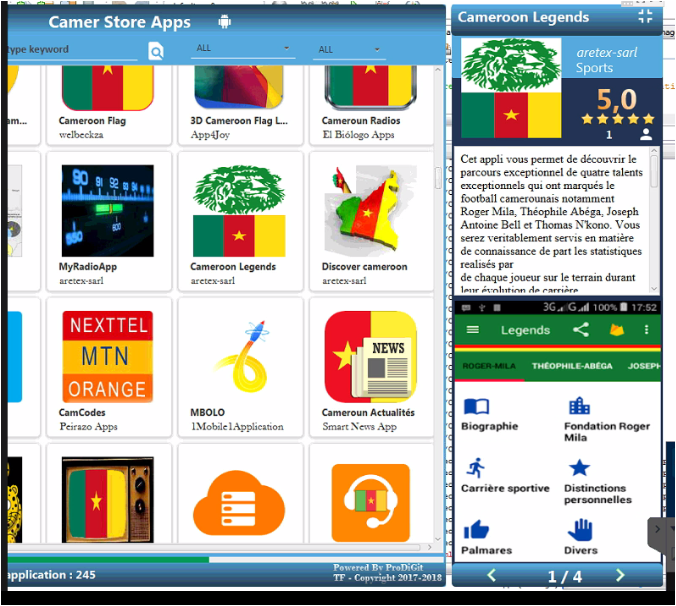 Camer Store Apps
type keyword
ALL
ALL
Cameroon Flag
welbeckza
3D Cameroon Flag L...
App4Joy
Cameroun Radios
El Biólogo Apps
MyRadioApp
aretex-sarl
Cameroon Legends
aretex-sarl
Discover cameroon
aretex-sarl
NEXTTEL
MTN
ORANGE
CamCodes
Peirazo Apps
MBOLO
1Mobile1Application
NEWS
Cameroun Actualités
Smart News App
application : 245
Powered By ProDiGit
TF - Copyright 2017-2018
Cameroon Legends
aretex-sarl
Sports
5,0
1
Cet appli vous permet de découvrir le
parcours exceptionnel de quatre talents
exceptionnels qui ont marqués le
football camerounais notamment
Roger Mila, Théophile Abéga, Joseph
Antoine Bell et Thomas N'kono. Vous
serez veritablement servis en matière
de connaissance de part les statistiques
realisés par
de chaque joueur sur le terrain durant
leur évolution de carrière
3G G 100% 17:52
Legends
ROGER-MILA THÉOPHILE-ABÉGA JOSEPH
Biographie
Fondation Roger
Mila
Carrière sportive
Distinctions
personnelles
Palmares
Divers
1 / 4